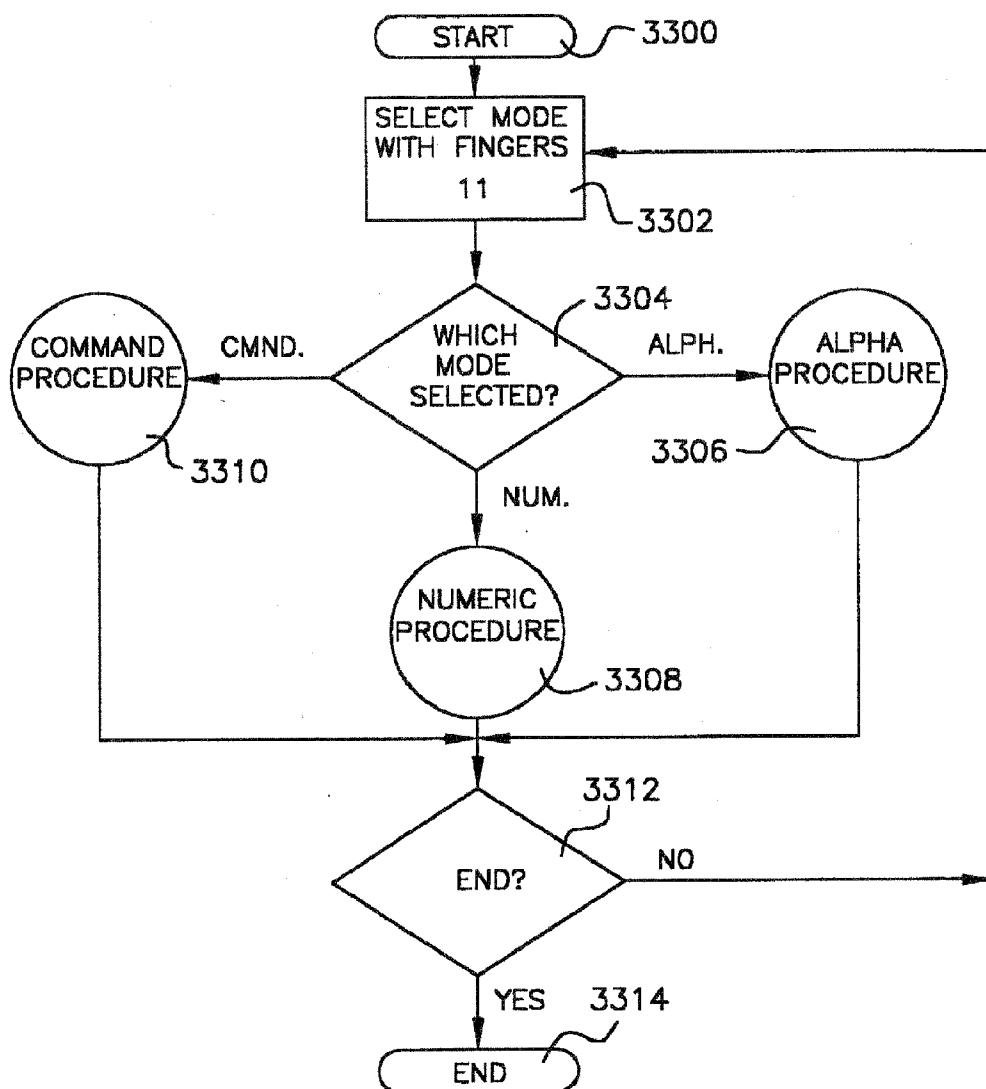 START
3300
SELECT MODE
WITH FINGERS
11
3302
3304
WHICH
MODE
SELECTED?
CMND.
ALPH.
COMMAND
PROCEDURE
3310
ALPHA
PROCEDURE
3306
NUM.
NUMERIC
PROCEDURE
3308
3312
END?
NO
YES
3314
END